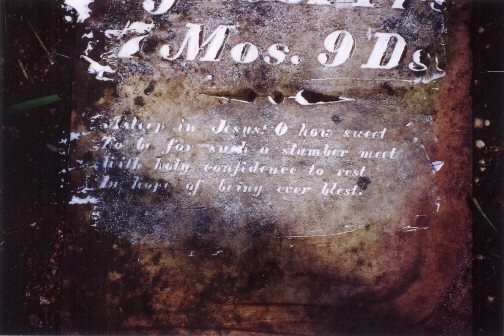 7 Mos. 9 Ds
Asleep in Jesus! O how sweet
To be for such a slumber meet
With holy confidence to rest
In hope of being ever blest.